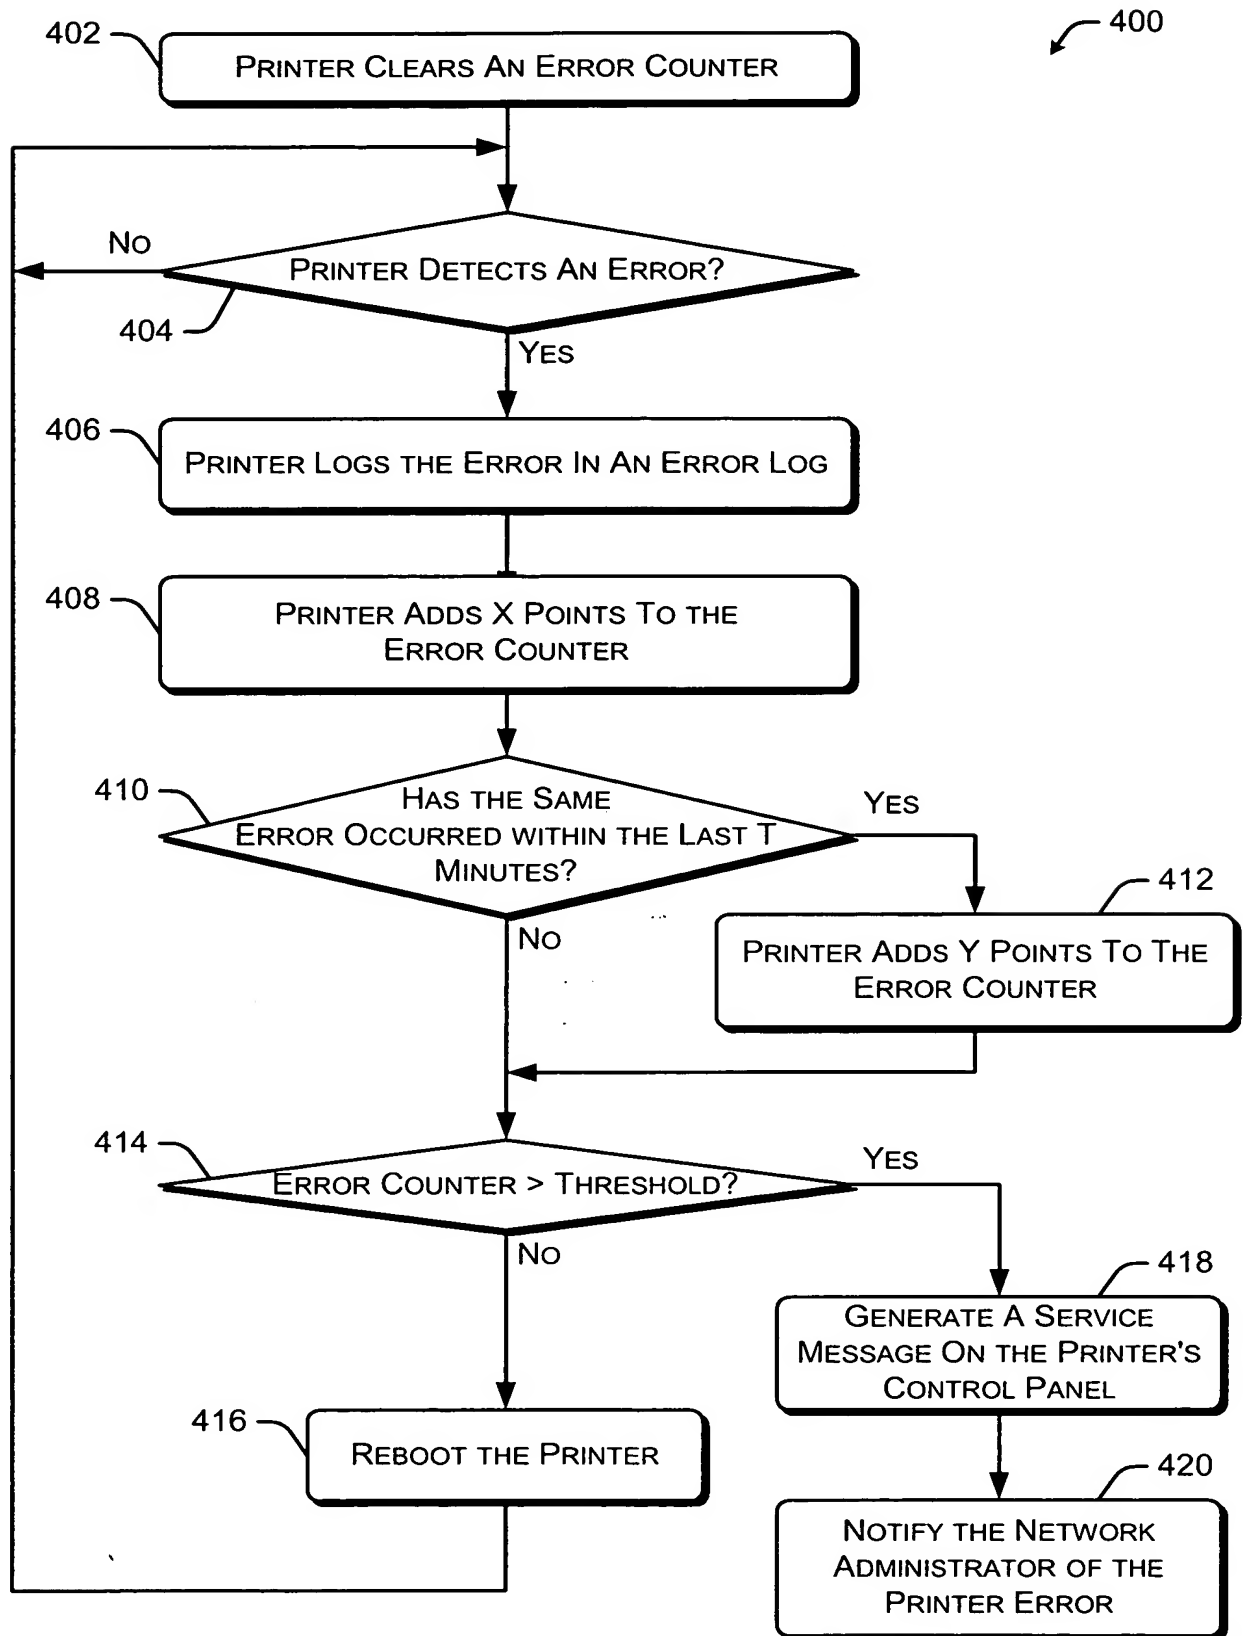 400
402
PRINTER CLEARS AN ERROR COUNTER
NO
PRINTER DETECTS AN ERROR?
404
YES
406
PRINTER LOGS THE ERROR IN AN ERROR LOG
408
PRINTER ADDS X POINTS TO THE
ERROR COUNTER
410
HAS THE SAME
ERROR OCCURRED WITHIN THE LAST T
MINUTES?
YES
NO
412
PRINTER ADDS Y POINTS TO THE
ERROR COUNTER
414
ERROR COUNTER > THRESHOLD?
YES
NO
418
GENERATE A SERVICE
MESSAGE ON THE PRINTER'S
CONTROL PANEL
416
REBOOT THE PRINTER
420
NOTIFY THE NETWORK
ADMINISTRATOR OF THE
PRINTER ERROR